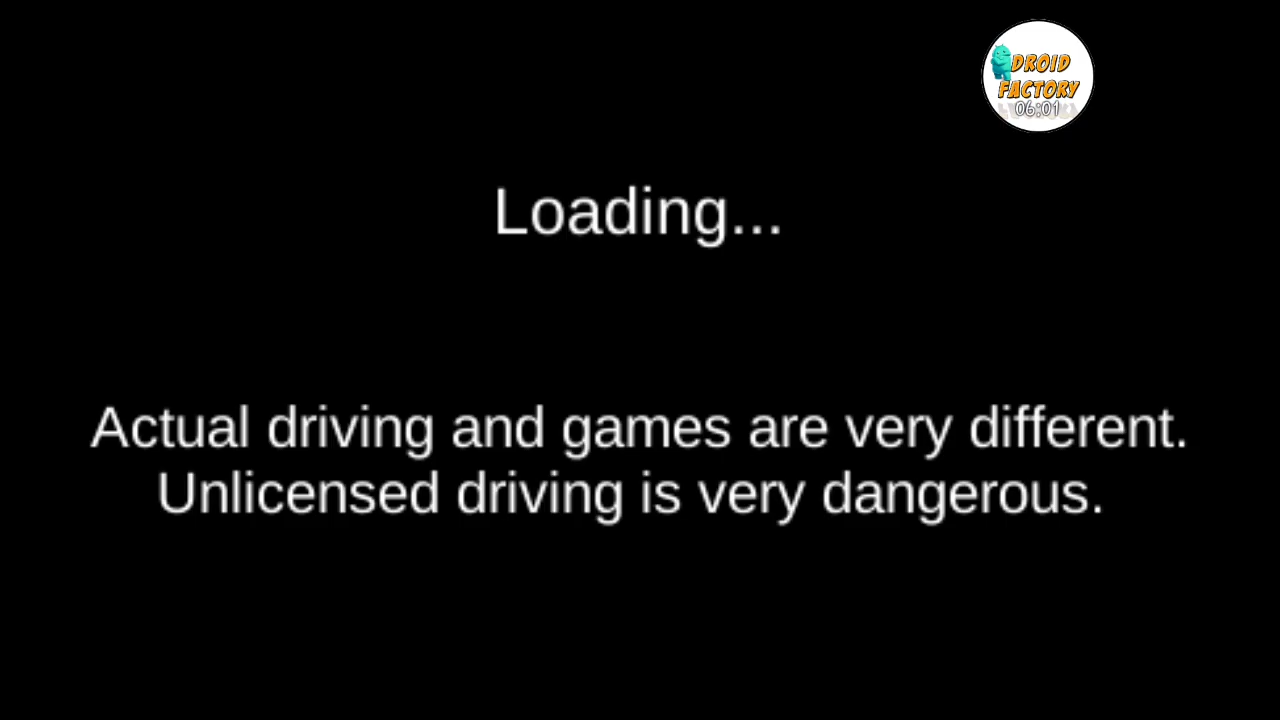 DROID
FACTORY
06:01
Loading...
Actual driving and games are very different.
Unlicensed driving is very dangerous.